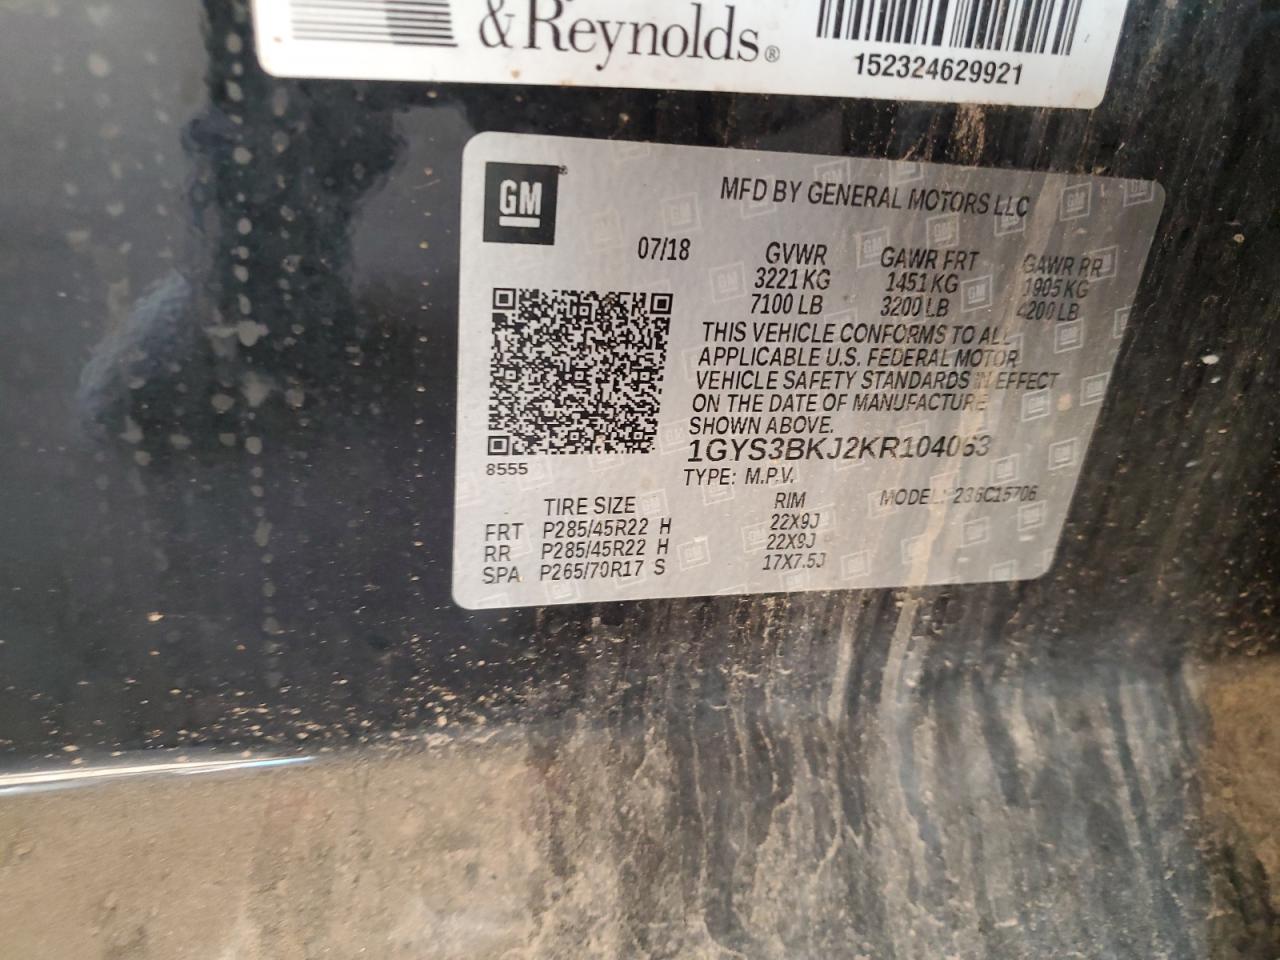 &Reynolds®
152324629921
GM®
MFD BY GENERAL MOTORS LLC
07/18 GVWR GAWR FRT GAWR RR
3221 KG 1451 KG 1905 KG
7100 LB 3200 LB 4200 LB
THIS VEHICLE CONFORMS TO ALL
APPLICABLE U.S. FEDERAL MOTOR
VEHICLE SAFETY STANDARDS IN EFFECT
ON THE DATE OF MANUFACTURE
SHOWN ABOVE.
1GYS3BKJ2KR104063
8555
TYPE: M.P.V.
TIRE SIZE RIM MODEL: 236C15706
FRT P285/45R22 H 22X9J
RR P285/45R22 H 22X9J
SPA P265/70R17 S 17X7.5J